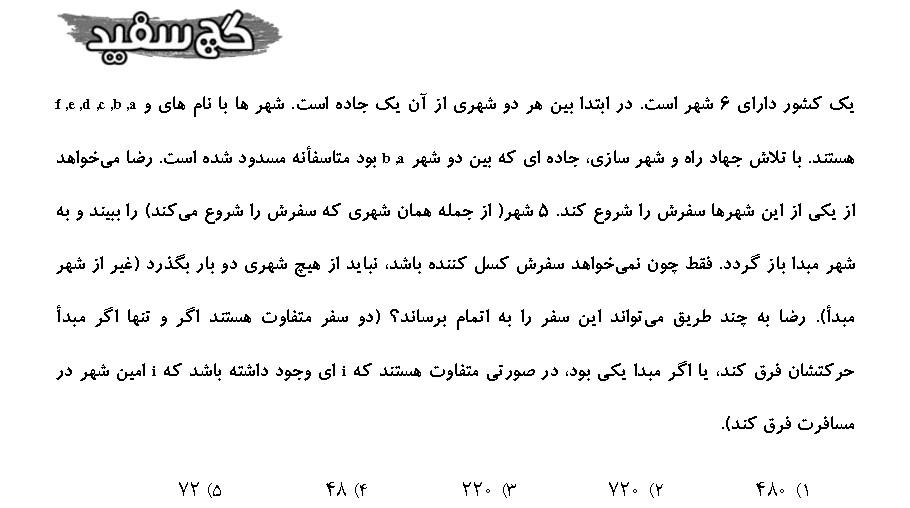 گچ سفید
یک کشور دارای ۶ شهر است. در ابتدا بین هر دو شهری از آن یک جاده است. شهر ها با نام های و f ,e ,d ,c ,b ,a
هستند. با تلاش جهاد راه و شهر سازی، جاده ای که بین دو شهر b ,a بود متاسفأنه مسدود شده است. رضا می‌خواهد
از یکی از این شهرها سفرش را شروع کند. ۵ شهر( از جمله همان شهری که سفرش را شروع می‌کند) را ببیند و به
شهر مبدا باز گردد. فقط چون نمی‌خواهد سفرش کسل کننده باشد، نباید از هیچ شهری دو بار بگذرد (غیر از شهر
مبدأ). رضا به چند طریق می‌تواند این سفر را به اتمام برساند؟ (دو سفر متفاوت هستند اگر و تنها اگر مبدأ
حرکتشان فرق کند، یا اگر مبدا یکی بود، در صورتی متفاوت هستند که i ای وجود داشته باشد که i امین شهر در
مسافرت فرق کند).
۱) ۴۸۰ ۲) ۷۲۰ ۳) ۲۲۰ ۴) ۴۸ ۵) ۷۲